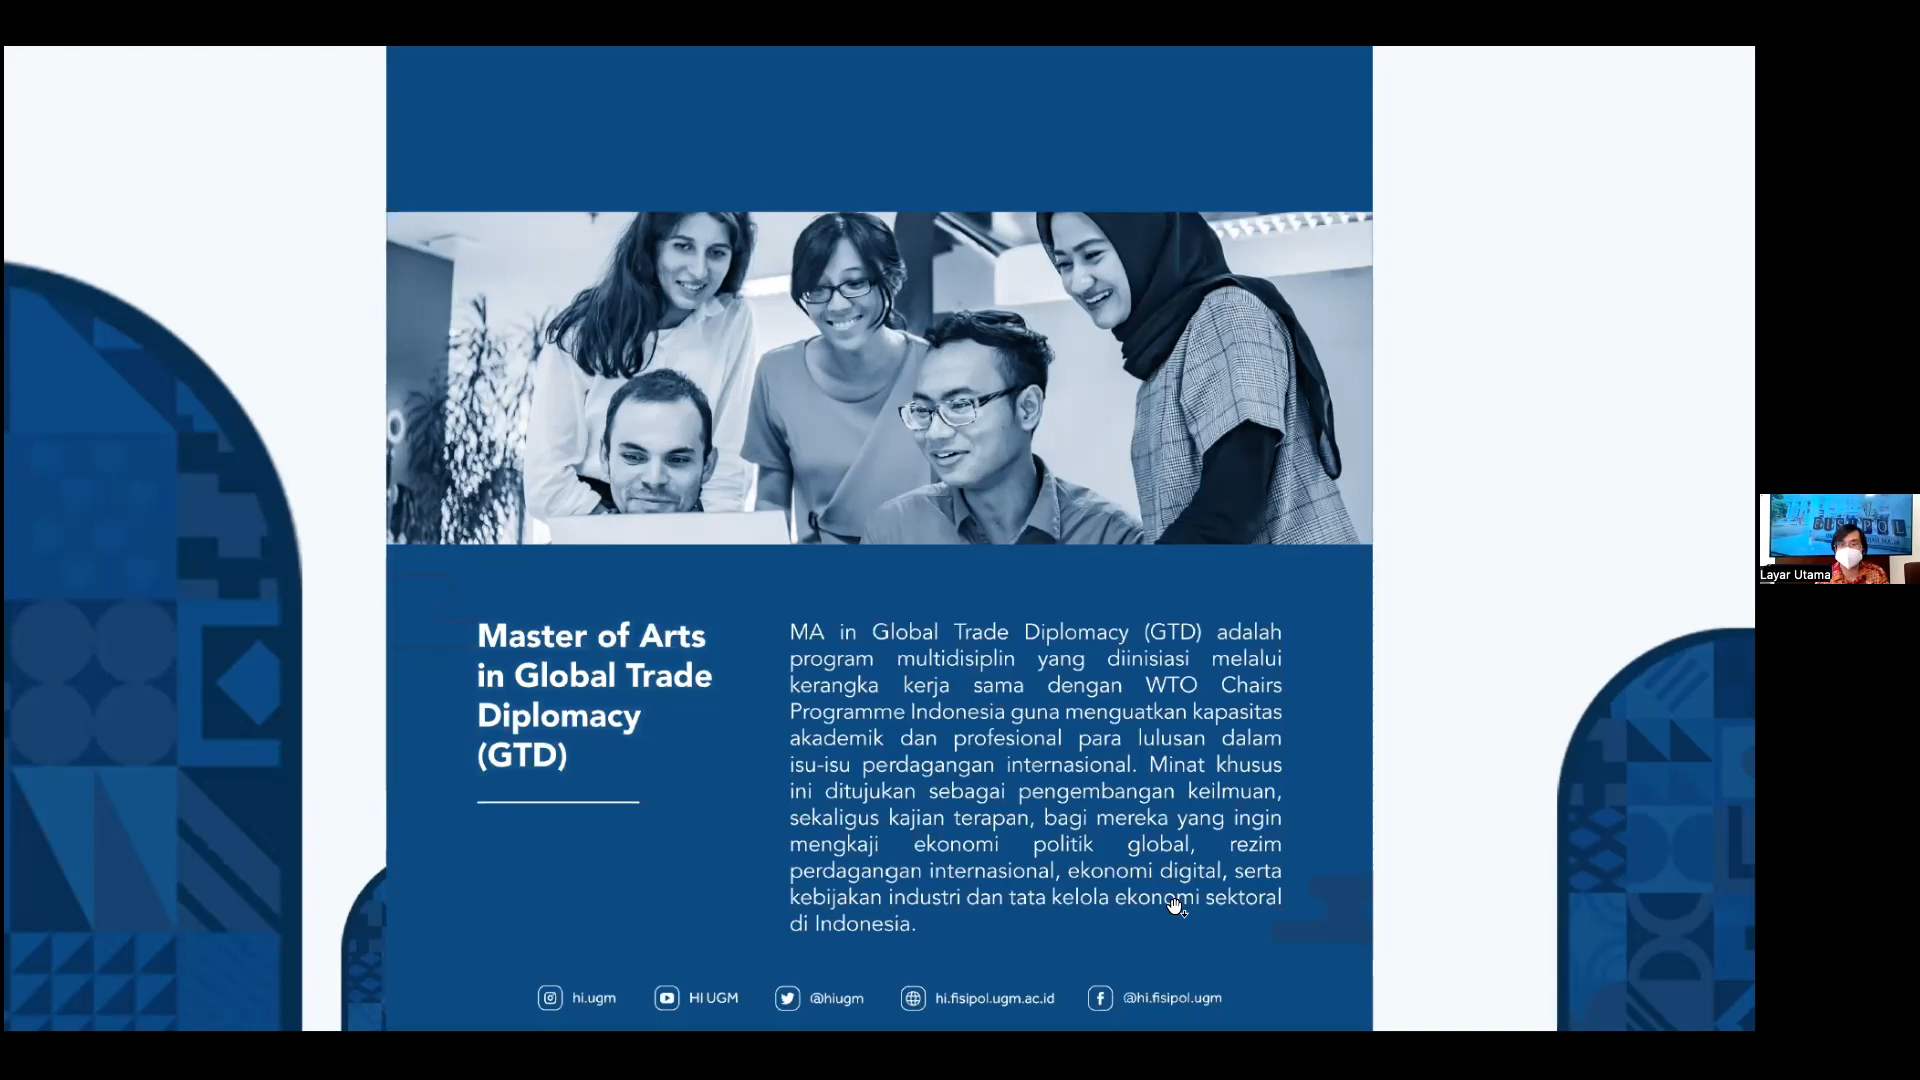 Master of Arts
in Global Trade
Diplomacy
(GTD)
MA in Global Trade Diplomacy (GTD) adalah
program multidisiplin yang diinisiasi melalui
kerangka kerja sama dengan WTO Chairs
Programme Indonesia guna menguatkan kapasitas
akademik dan profesional para lulusan dalam
isu-isu perdagangan internasional. Minat khusus
ini ditujukan sebagai pengembangan keilmuan,
sekaligus kajian terapan, bagi mereka yang ingin
mengkaji ekonomi politik global, rezim
perdagangan internasional, ekonomi digital, serta
kebijakan industri dan tata kelola ekonomi sektoral
di Indonesia.
hi.ugm
HI UGM
@hiugm
hi.fisipol.ugm.ac.id
@hi.fisipol.ugm
Layar Utama